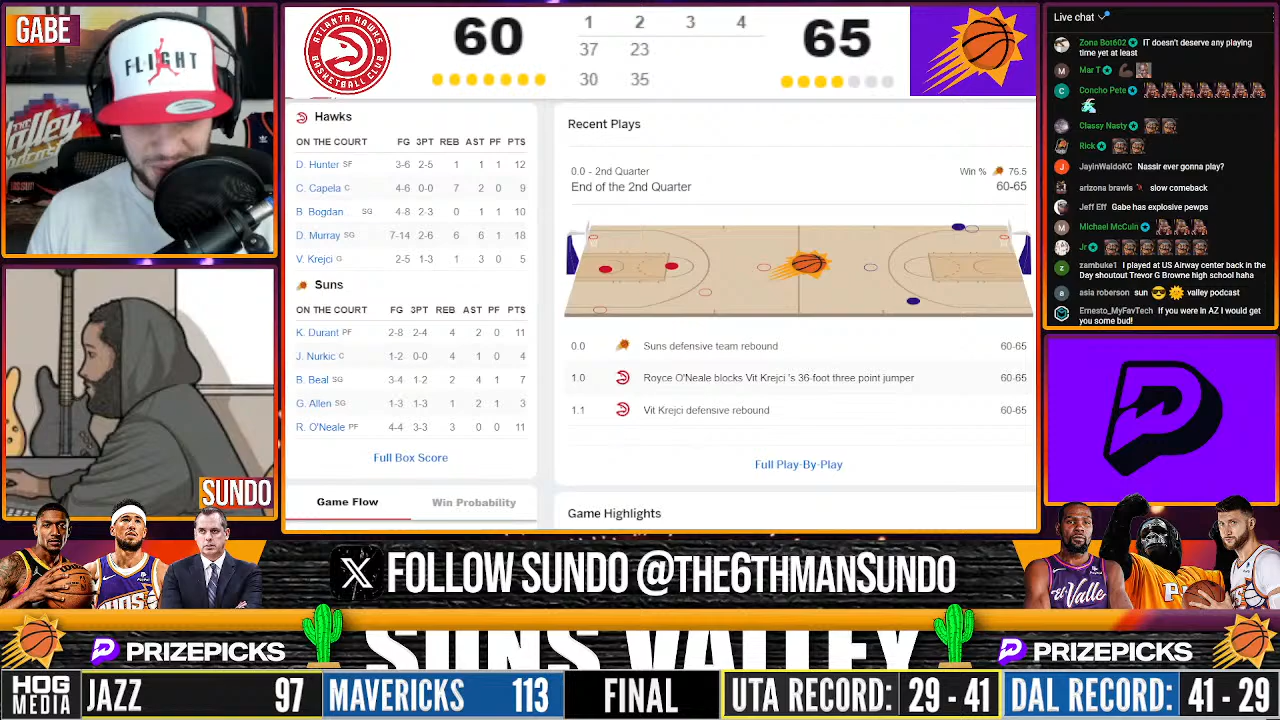 GABE
FLIGHT
ATLANTA HAWKS
BASKETBALL CLUB
60
1 2 3 4
37 23
30 35
65
Hawks
ON THE COURT FG 3PT REB AST PF PTS
D. Hunter SF 3-6 2-5 1 1 1 12
C. Capela C 4-6 0-0 7 2 0 9
B. Bogdan SG 4-8 2-3 0 1 1 10
D. Murray SG 7-14 2-6 6 6 1 18
V. Krejci G 2-5 1-3 1 3 0 5
Suns
ON THE COURT FG 3PT REB AST PF PTS
K. Durant PF 2-8 2-4 4 2 0 11
J. Nurkic C 1-2 0-0 4 1 0 4
B. Beal SG 3-4 1-2 2 4 1 7
G. Allen SG 1-3 1-3 1 2 1 3
R. O'Neale PF 4-4 3-3 3 0 0 11
Full Box Score
Game Flow Win Probability
Recent Plays
0.0 - 2nd Quarter Win % 76.5
End of the 2nd Quarter 60-65
0.0 Suns defensive team rebound 60-65
1.0 Royce O'Neale blocks Vit Krejci 's 36-foot three point jumper 60-65
1.1 Vit Krejci defensive rebound 60-65
Full Play-By-Play
Game Highlights
Live chat
Zona Bot602 IT doesn't deserve any playing
time yet at least
Mar T
Concho Pete
Classy Nasty
Rick
JayinWaldoKC Nassir ever gonna play?
arizona brawls slow comeback
Jeff Eff Gabe has explosive pewps
Michael McCuin
Jr
zambuke1 I played at US Airway center back in the
Day shoutout Trevor G Browne high school haha
asia roberson sun valley podcast
Ernesto_MyFavTech If you were in AZ I would get
you some bud!
SUNDO
X FOLLOW SUNDO @THE6THMANSUNDO
PRIZEPICKS SUNS VALLEY PRIZEPICKS
HOG MEDIA
JAZZ 97 MAVERICKS 113 FINAL UTA RECORD: 29 - 41 DAL RECORD: 41 - 29